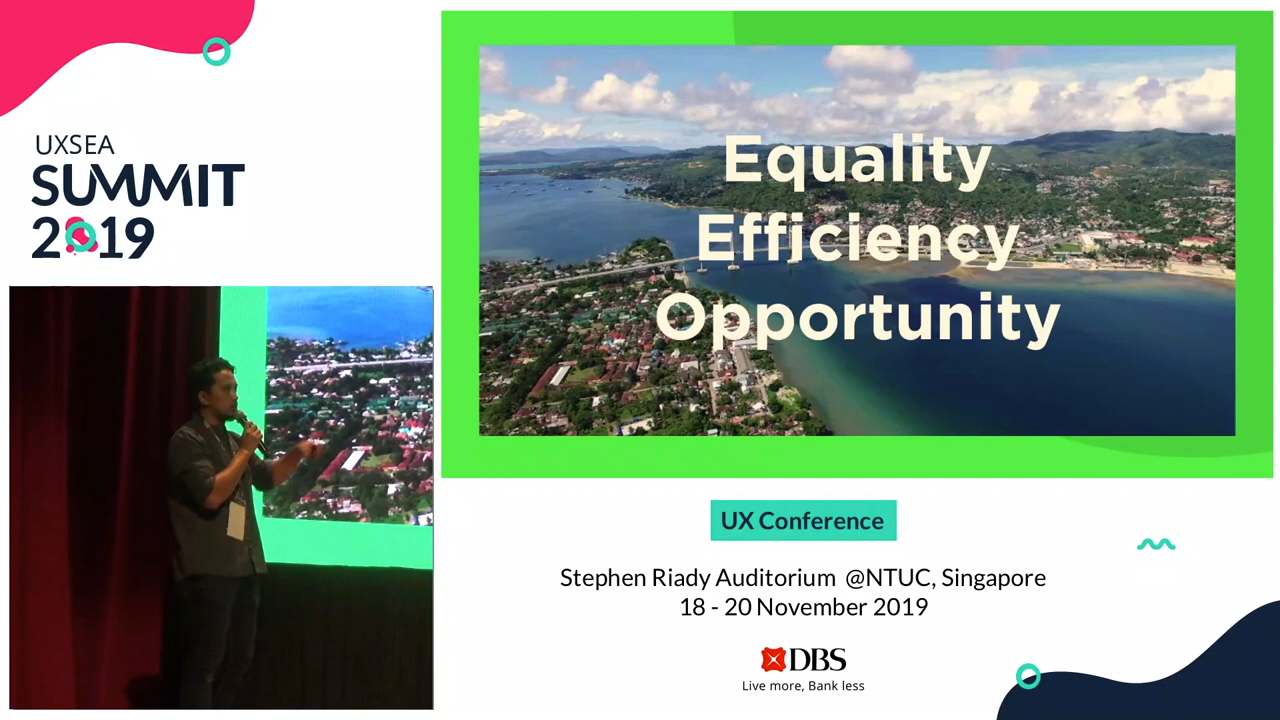 UXSEA
SUMMIT
2019
Equality
Efficiency
Opportunity
UX Conference
Stephen Riady Auditorium @NTUC, Singapore
18 - 20 November 2019
DBS
Live more, Bank less